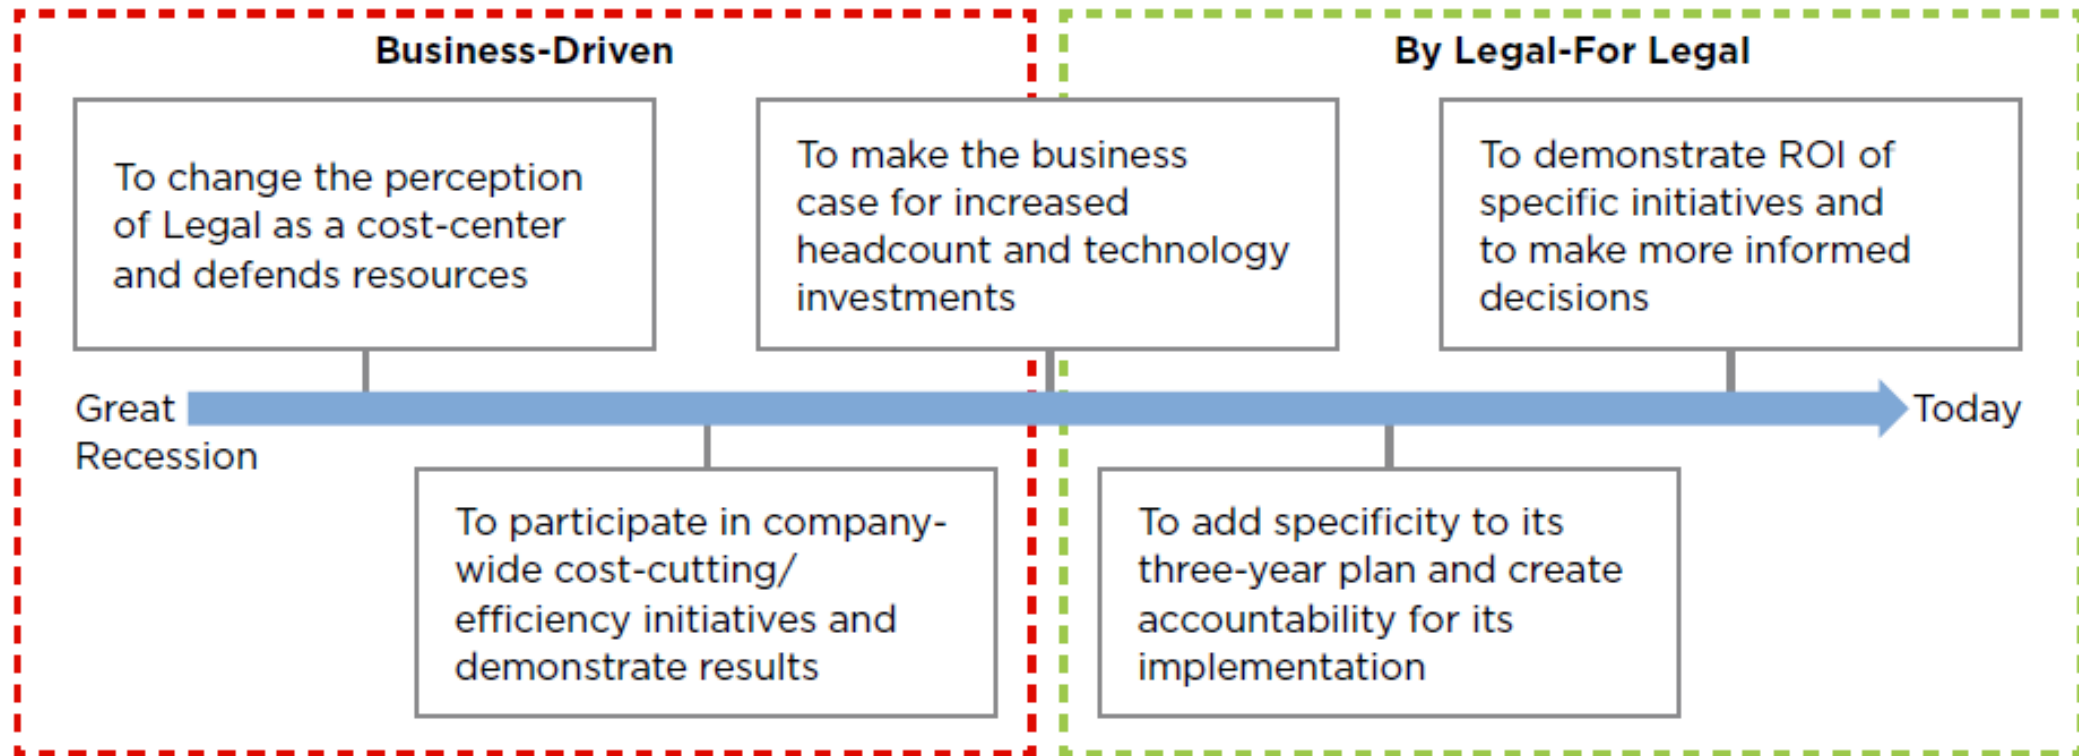 Business-Driven
By Legal-For Legal
To change the perception
of Legal as a cost-center
and defends resources
To make the business
case for increased
headcount and technology
investments
To demonstrate ROI of
specific initiatives and
to make more informed
decisions
Great
Recession
Today
To participate in company-
wide cost-cutting/
efficiency initiatives and
demonstrate results
To add specificity to its
three-year plan and create
accountability for its
implementation